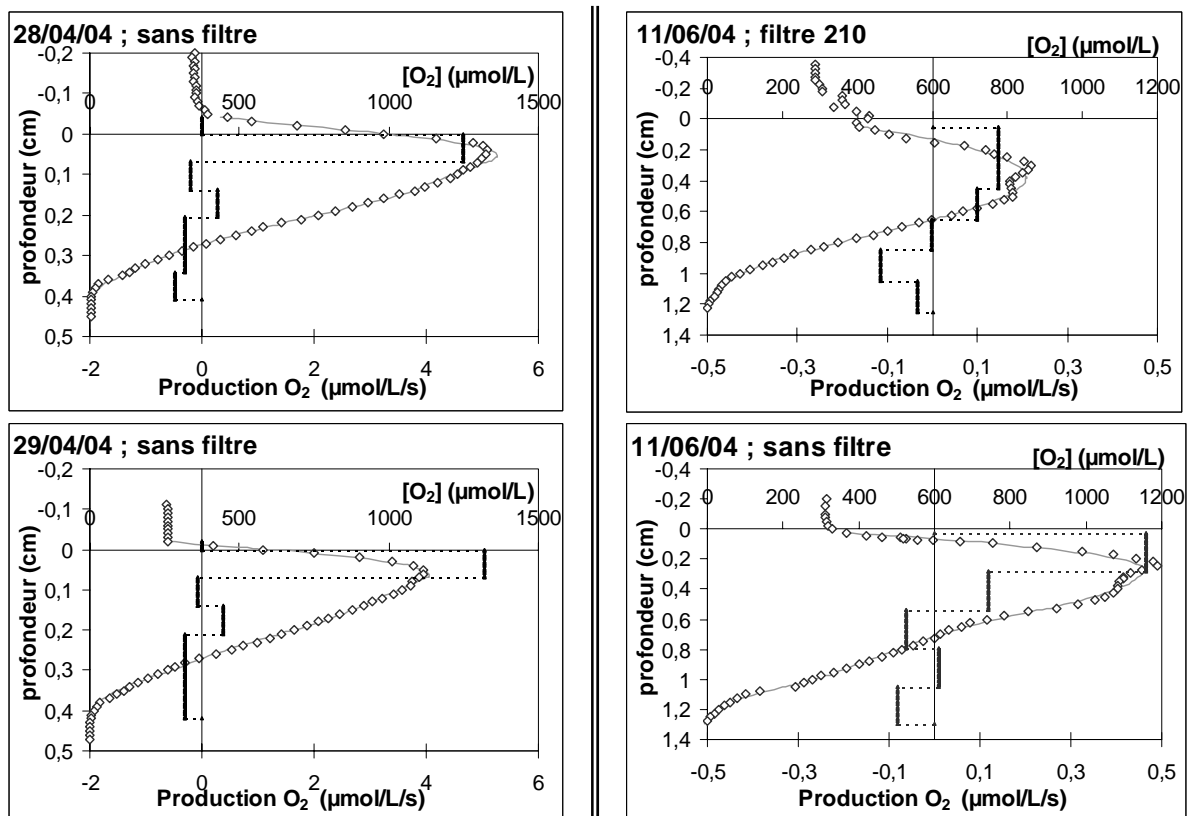 28/04/04 ; sans filtre
[O₂] (µmol/L)
0 500 1000 1500
profondeur (cm)
-0,2
-0,1
0
0,1
0,2
0,3
0,4
0,5
-2 0 2 4 6
Production O₂ (µmol/L/s)
11/06/04 ; filtre 210
[O₂] (µmol/L)
0 200 400 600 800 1000 1200
profondeur (cm)
-0,4
-0,2
0
0,2
0,4
0,6
0,8
1
1,2
1,4
-0,5 -0,3 -0,1 0,1 0,3 0,5
Production O₂ (µmol/L/s)
29/04/04 ; sans filtre
[O₂] (µmol/L)
0 500 1000 1500
profondeur (cm)
-0,2
-0,1
0
0,1
0,2
0,3
0,4
0,5
-2 0 2 4 6
Production O₂ (µmol/L/s)
11/06/04 ; sans filtre
[O₂] (µmol/L)
0 200 400 600 800 1000 1200
profondeur (cm)
-0,4
-0,2
0
0,2
0,4
0,6
0,8
1
1,2
1,4
-0,5 -0,3 -0,1 0,1 0,3 0,5
Production O₂ (µmol/L/s)